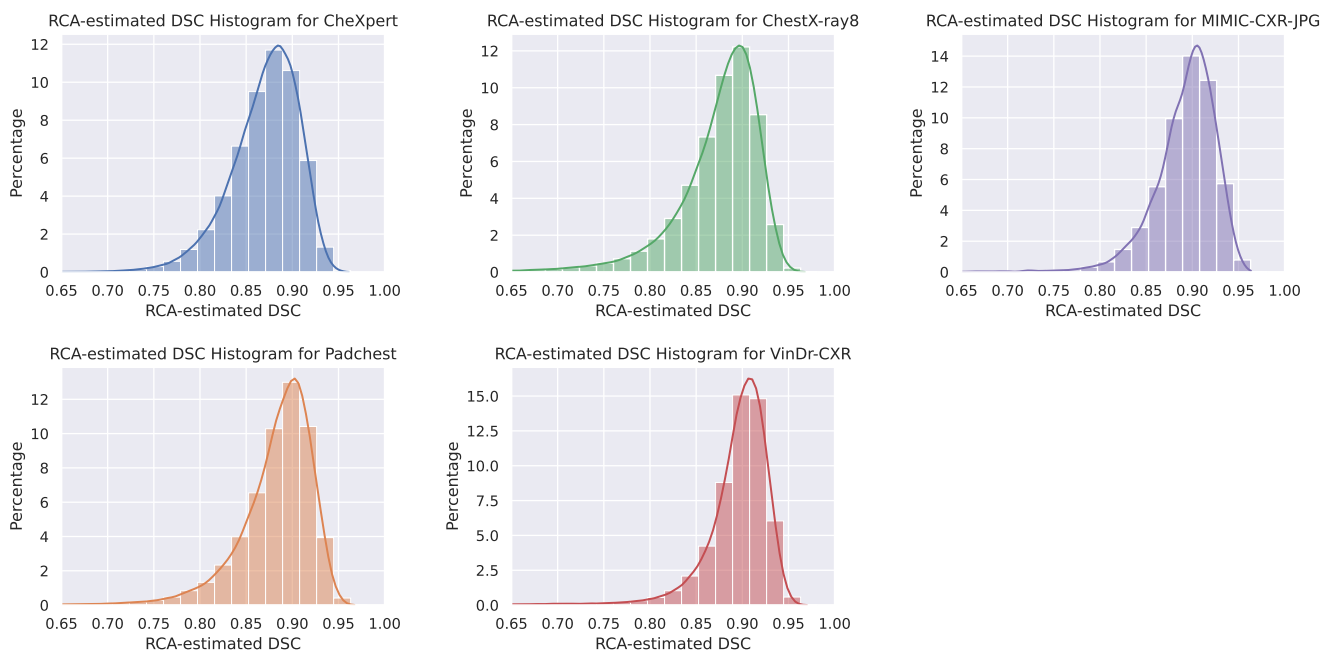 RCA-estimated DSC Histogram for CheXpert
12
10
8
6
4
2
0
Percentage
0.65 0.70 0.75 0.80 0.85 0.90 0.95 1.00
RCA-estimated DSC
RCA-estimated DSC Histogram for ChestX-ray8
12
10
8
6
4
2
0
Percentage
0.65 0.70 0.75 0.80 0.85 0.90 0.95 1.00
RCA-estimated DSC
RCA-estimated DSC Histogram for MIMIC-CXR-JPG
14
12
10
8
6
4
2
0
Percentage
0.65 0.70 0.75 0.80 0.85 0.90 0.95 1.00
RCA-estimated DSC
RCA-estimated DSC Histogram for Padchest
12
10
8
6
4
2
0
Percentage
0.65 0.70 0.75 0.80 0.85 0.90 0.95 1.00
RCA-estimated DSC
RCA-estimated DSC Histogram for VinDr-CXR
15.0
12.5
10.0
7.5
5.0
2.5
0.0
Percentage
0.65 0.70 0.75 0.80 0.85 0.90 0.95 1.00
RCA-estimated DSC